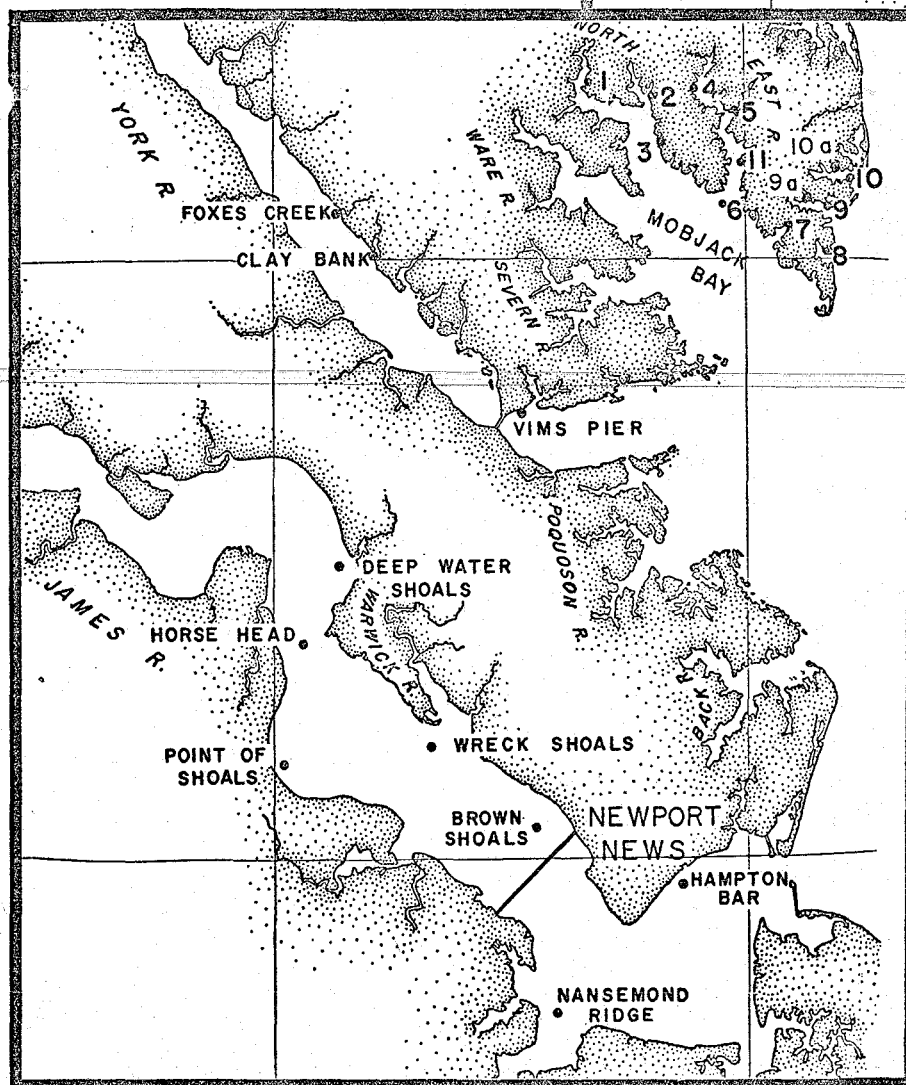 NORTH
EAST R
1
2
4
5
YORK R
WARE R.
3
10 a
11
9 a
10
FOXES CREEK
6
9
MOBJACK
BAY
7
CLAY BANK
8
SEVERN R.
VIMS PIER
POQUOSON R.
DEEP WATER
SHOALS
JAMES R.
WARWICK R.
HORSE HEAD
BACK R.
WRECK SHOALS
POINT OF
SHOALS
BROWN
SHOALS
NEWPORT
NEWS
HAMPTON
BAR
NANSEMOND
RIDGE